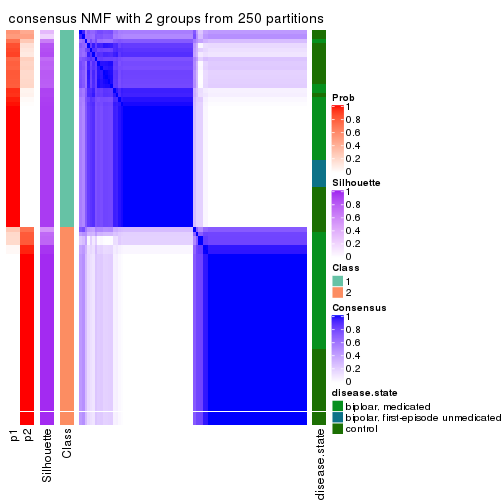 consensus NMF with 2 groups from 250 partitions
Prob
1
0.8
0.6
0.4
0.2
0
Silhouette
1
0.8
0.6
0.4
0.2
0
Class
1
2
Consensus
1
0.8
0.6
0.4
0.2
0
disease.state
biploar, medicated
bipolar, first-episode unmedicated
control
p1
p2
Silhouette
Class
disease.state